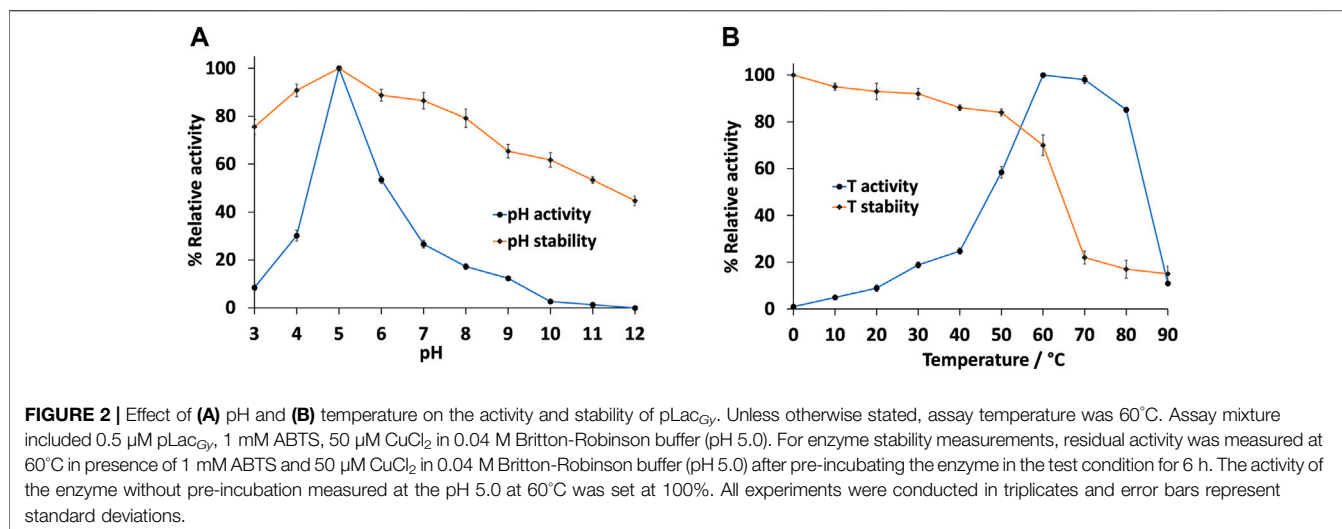 A
100
80
60
40
20
0
% Relative activity
pH activity
pH stability
3 4 5 6 7 8 9 10 11 12
pH
B
100
80
60
40
20
0
% Relative activity
T activity
T stabiity
0 10 20 30 40 50 60 70 80 90
Temperature / °C
FIGURE 2 | Effect of (A) pH and (B) temperature on the activity and stability of pLacGy. Unless otherwise stated, assay temperature was 60°C. Assay mixture
included 0.5 µM pLacGy, 1 mM ABTS, 50 µM CuCl2 in 0.04 M Britton-Robinson buffer (pH 5.0). For enzyme stability measurements, residual activity was measured at
60°C in presence of 1 mM ABTS and 50 µM CuCl2 in 0.04 M Britton-Robinson buffer (pH 5.0) after pre-incubating the enzyme in the test condition for 6 h. The activity of
the enzyme without pre-incubation measured at the pH 5.0 at 60°C was set at 100%. All experiments were conducted in triplicates and error bars represent
standard deviations.